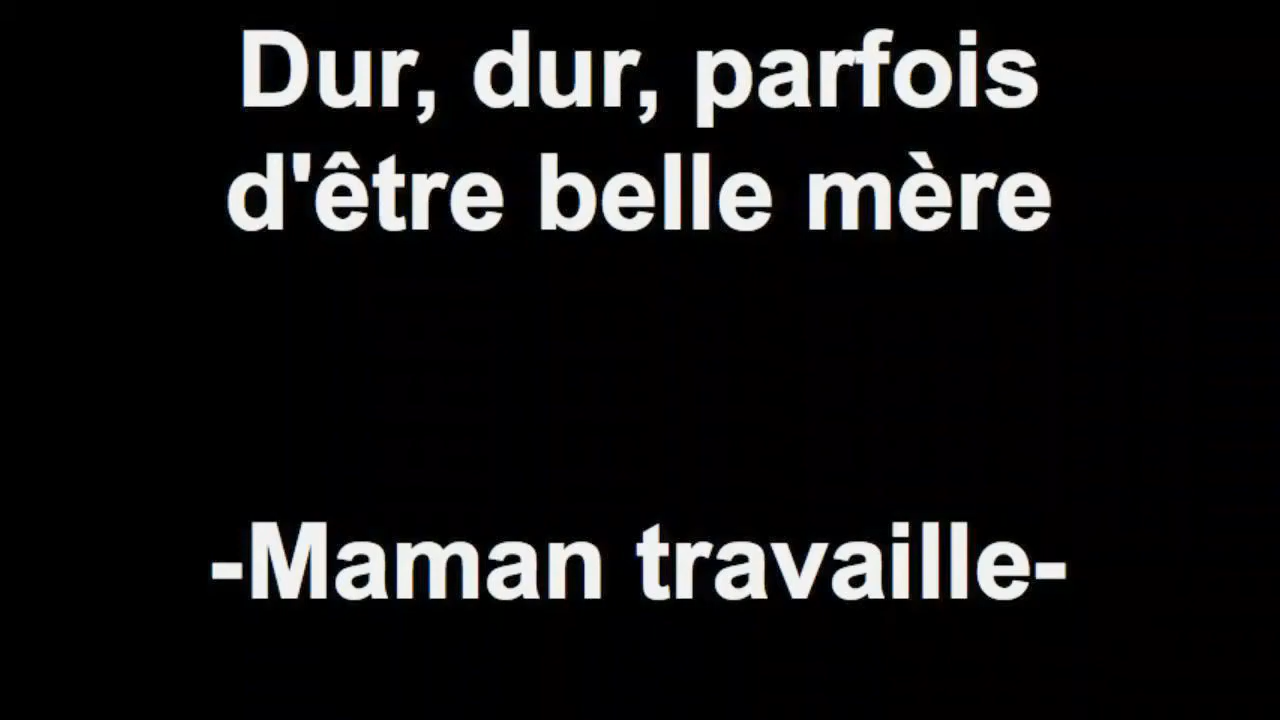 Dur, dur, parfois
d'être belle mère
-Maman travaille-